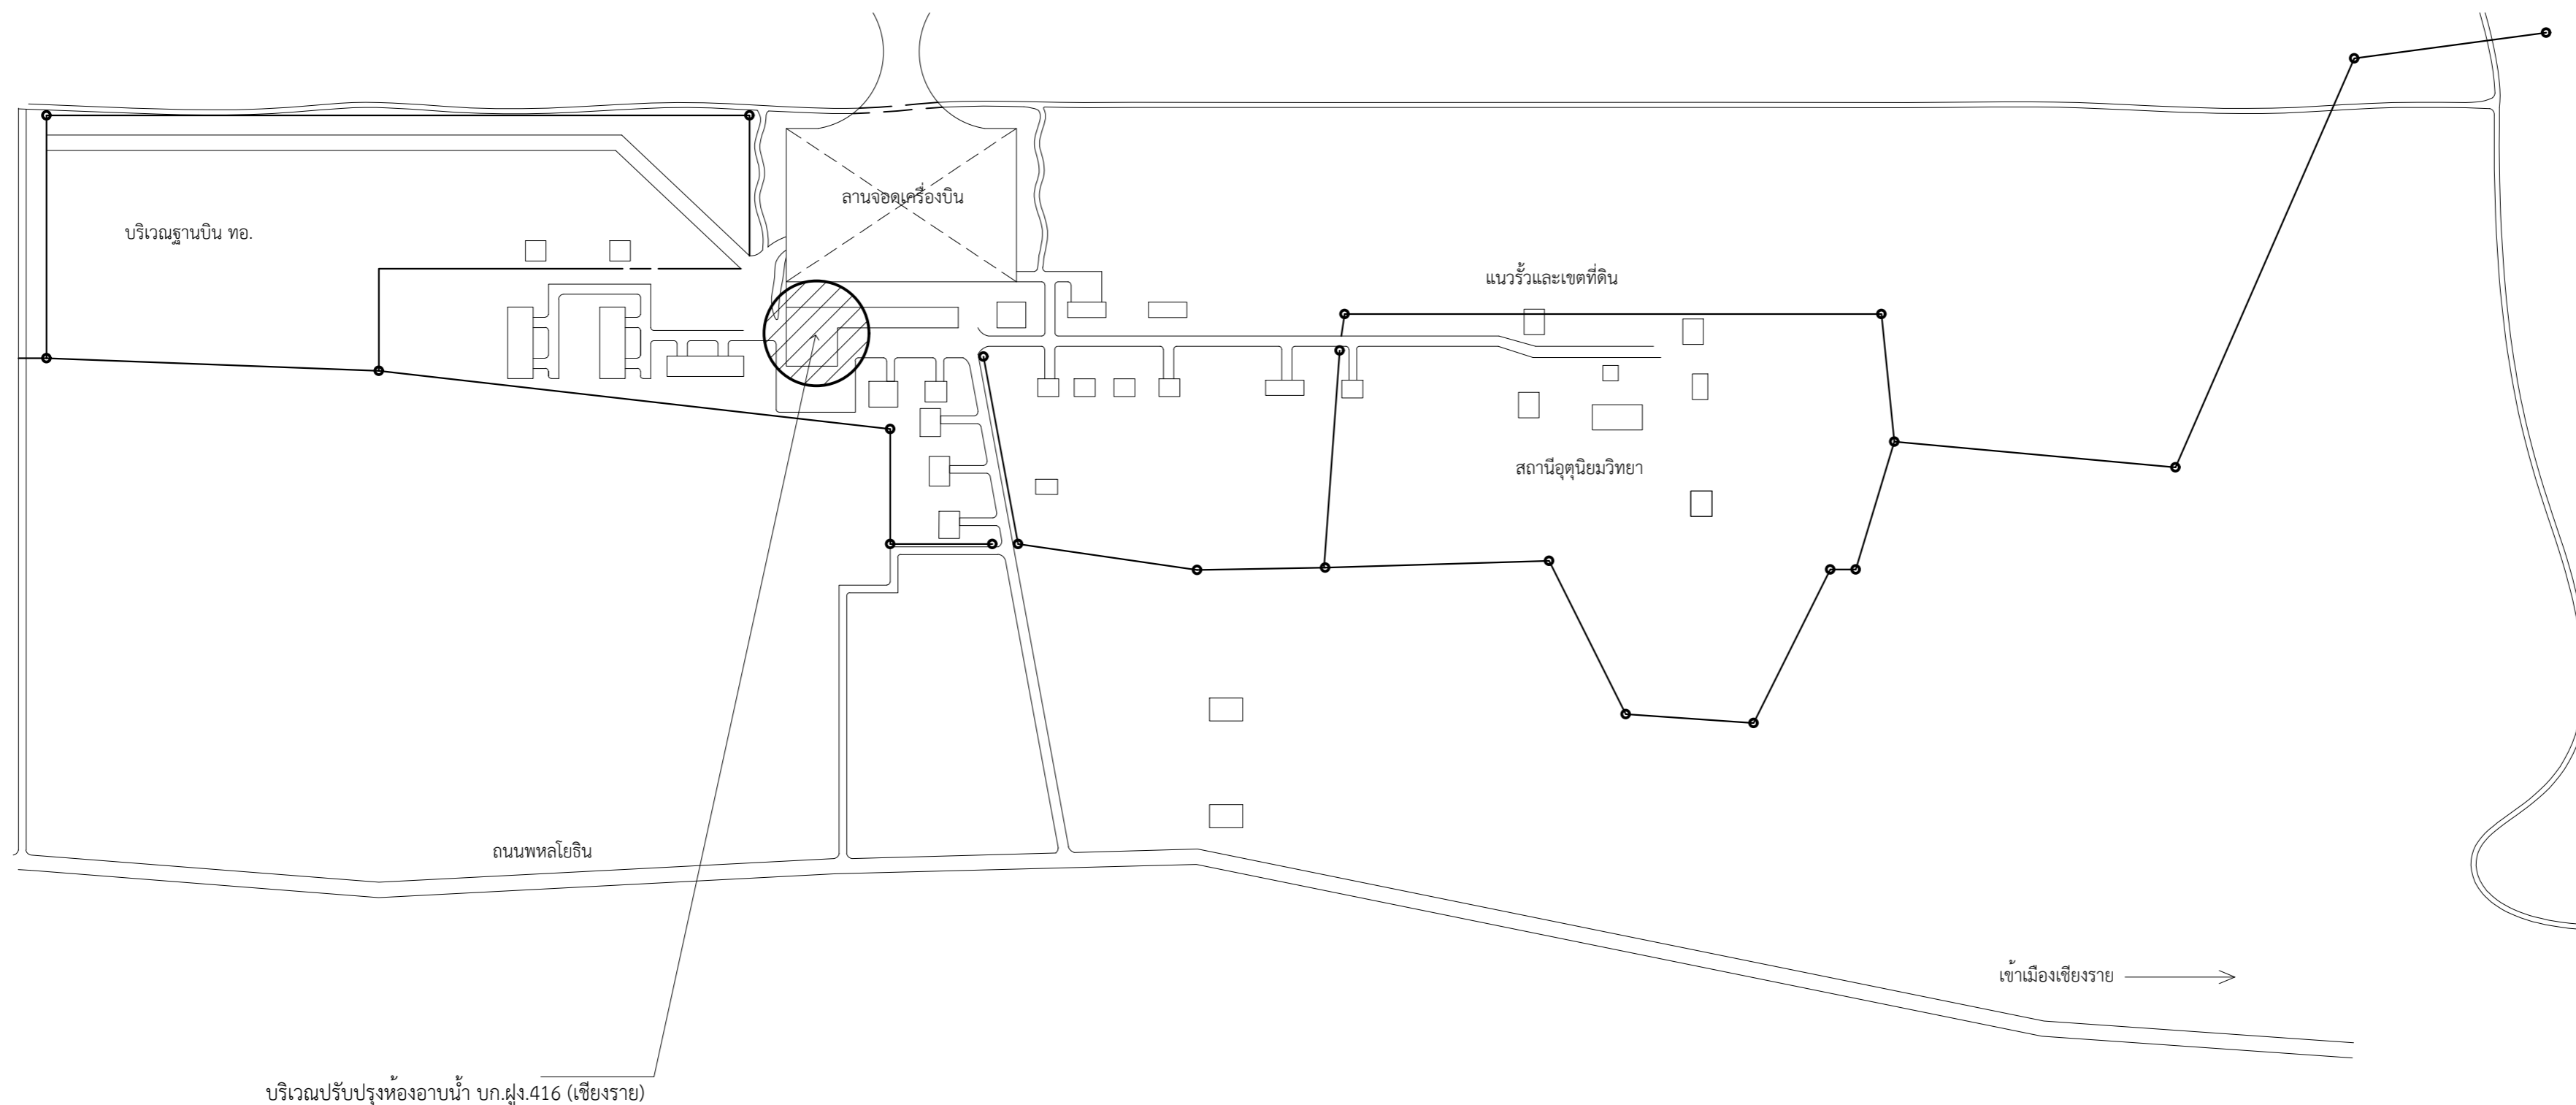 ลานจอดเครื่องบิน
บริเวณฐานบิน ทอ.
แนวรั้วและเขตที่ดิน
สถานีอุตุนิยมวิทยา
ถนนพหลโยธิน
เข้าเมืองเชียงราย
บริเวณปรับปรุงห้องอาบน้ำ บก.ฝูง.416 (เชียงราย)